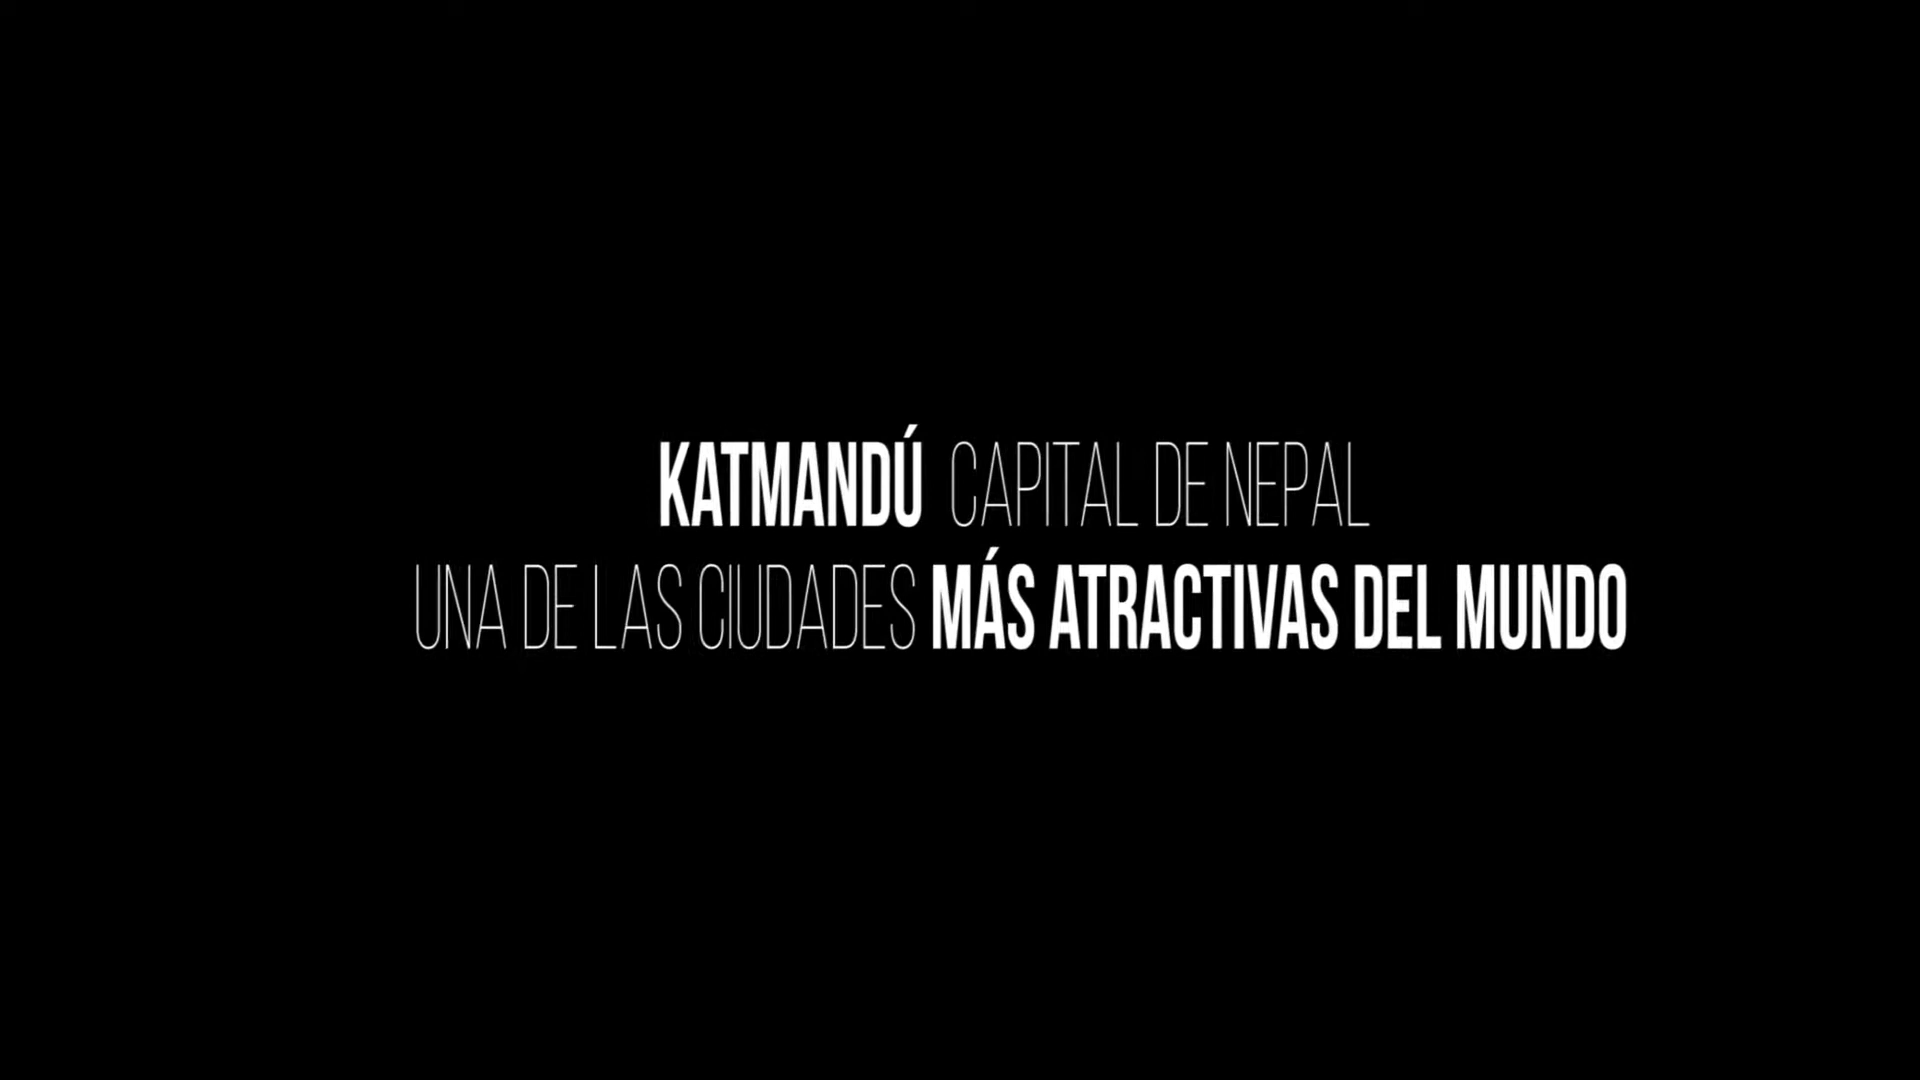 KATMANDÚ CAPITAL DE NEPAL
UNA DE LAS CIUDADES MÁS ATRACTIVAS DEL MUNDO